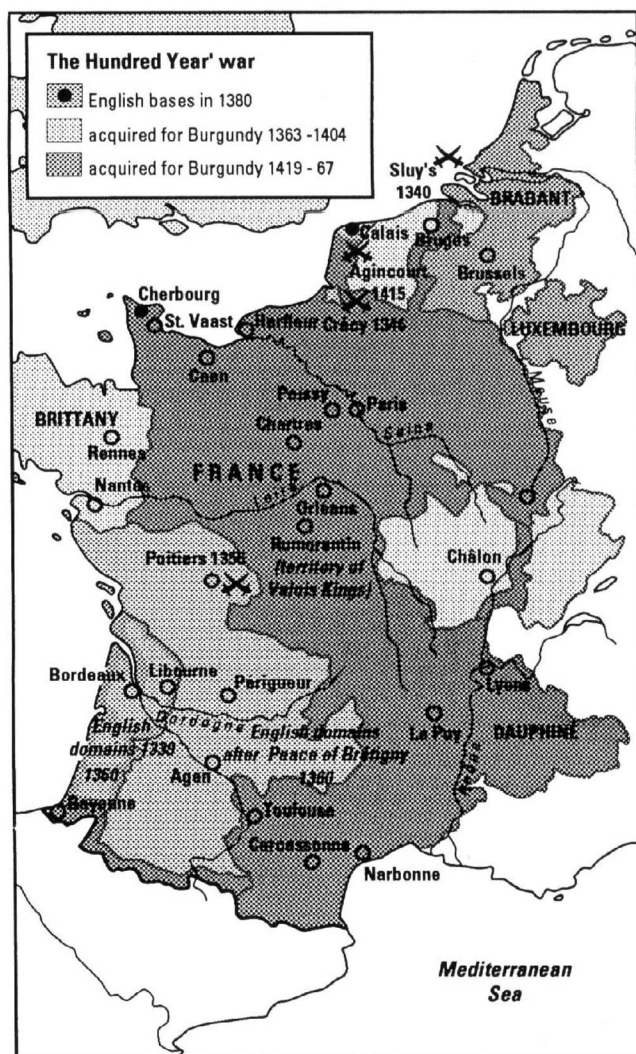 The Hundred Year' war
English bases in 1380
acquired for Burgundy 1363 -1404
acquired for Burgundy 1419 - 67
Sluy's
1340
BRABANT
Calais
Bruges
Agincourt
1415
Brussels
Cherbourg
St. Vaast
Harfleur
Crécy 1346
LUXEMBOURG
Caen
Meuse
Poissy
Paris
BRITTANY
Rennes
Chartres
Seine
FRANCE
Nantes
Loire
Orleans
Romorantin
(territory of
Valois Kings)
Poitiers 1356
Châlon
Bordeaux
Libourne
Perigueur
Lyons
Dordogne
English
domains 1339
1360
English domains
after Peace of Brétigny
1360
Le Puy
DAUPHINE
Agen
Bayonne
Toulouse
Carcassonne
Narbonne
Mediterranean
Sea